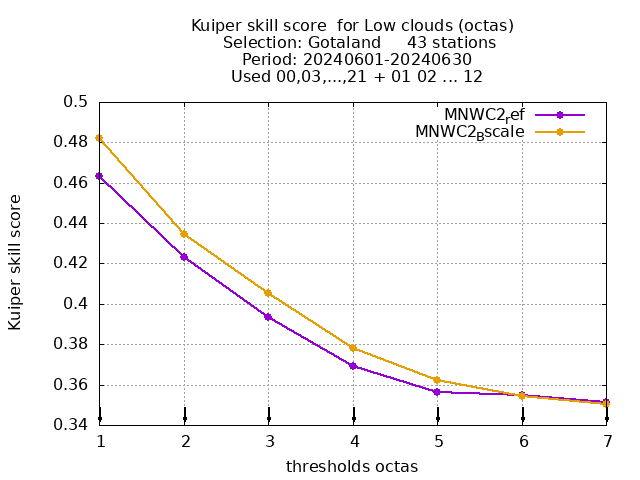 Kuiper skill score  for Low clouds (octas)
Selection: Gotaland     43 stations
Period: 20240601-20240630
Used 00,03,...,21 + 01 02 ... 12
MNWC2ref
MNWC2Bscale
0.5
0.48
0.46
0.44
0.42
0.4
0.38
0.36
0.34
Kuiper skill score
1 2 3 4 5 6 7
thresholds octas